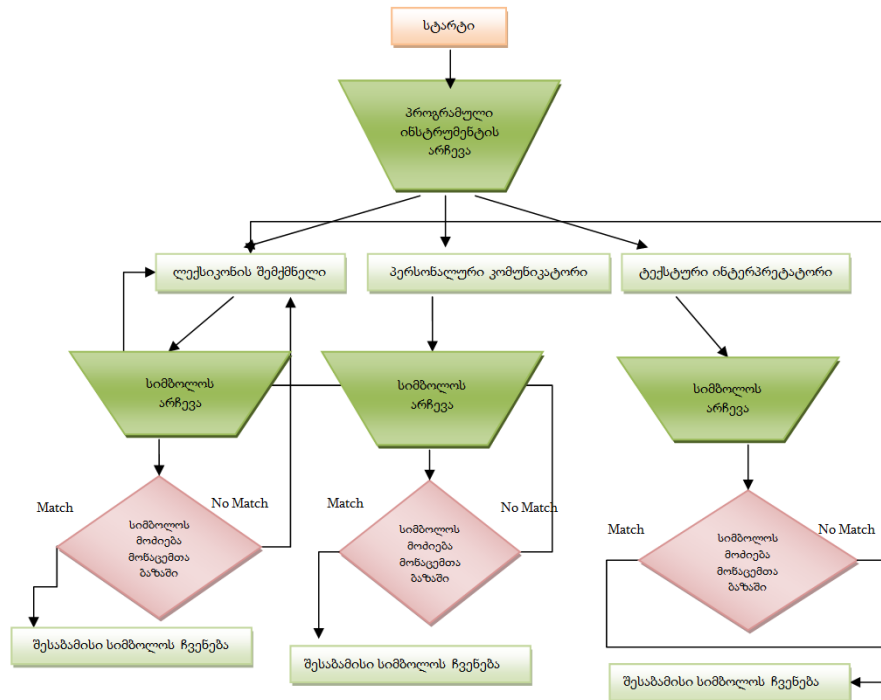 სტარტი
პროგრამული
ინსტრუმენტის
არჩევა
ლექსიკონის შემქმნელი
პერსონალური კომუნიკატორი
ტექსტური ინტერპრეტატორი
სიმბოლოს
არჩევა
სიმბოლოს
არჩევა
სიმბოლოს
არჩევა
Match
No Match
სიმბოლოს
მოძიება
მონაცემთა
ბაზაში
Match
No Match
სიმბოლოს
მოძიება
მონაცემთა
ბაზაში
Match
No Match
სიმბოლოს
მოძიება
მონაცემთა
ბაზაში
შესაბამისი სიმბოლოს ჩვენება
შესაბამისი სიმბოლოს ჩვენება
შესაბამისი სიმბოლოს ჩვენება